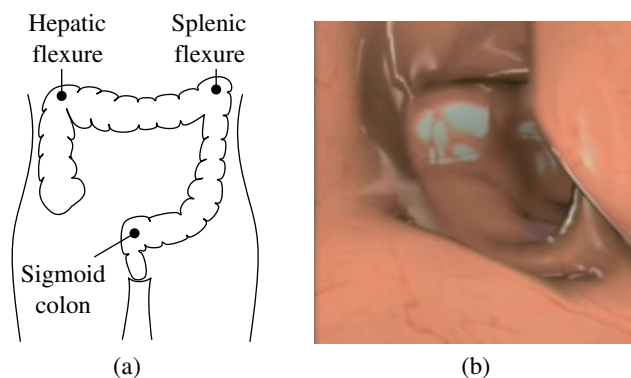 Hepatic
flexure
Splenic
flexure
Sigmoid
colon
(a)
(b)